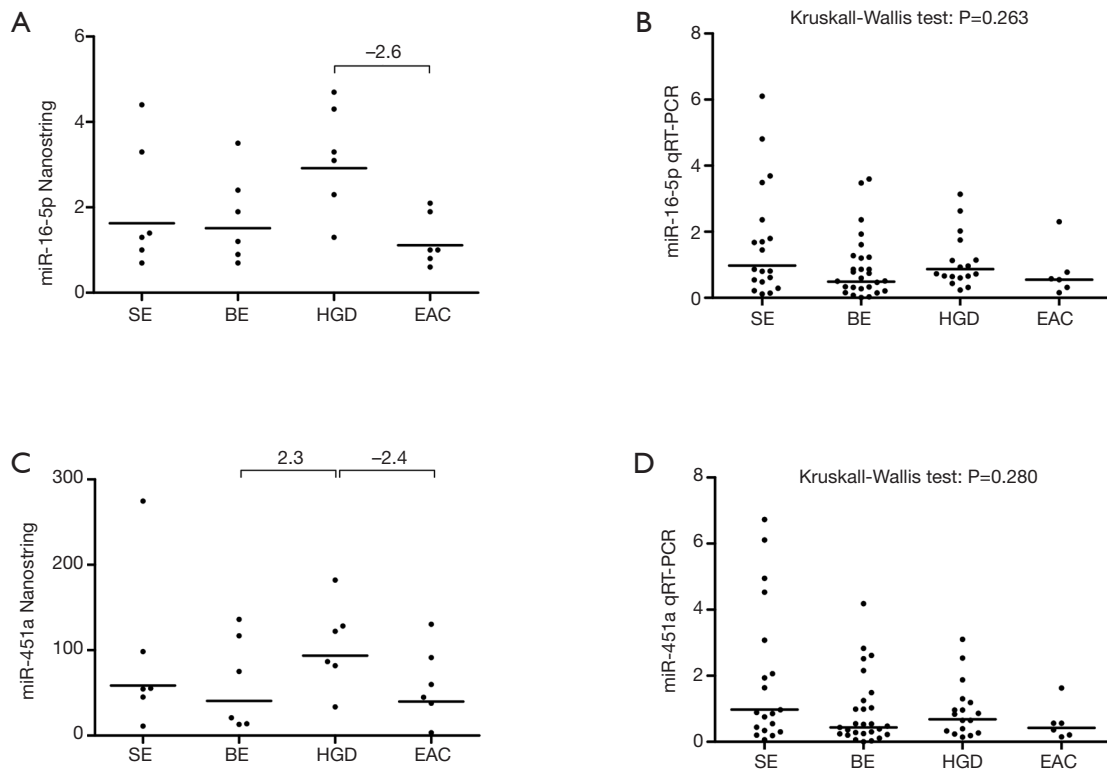 A
miR-16-5p Nanostring
6
4
2
0
–2.6
SE BE HGD EAC
B
Kruskall-Wallis test: P=0.263
miR-16-5p qRT-PCR
8
6
4
2
0
SE BE HGD EAC
C
miR-451a Nanostring
300
200
100
0
2.3 –2.4
SE BE HGD EAC
D
Kruskall-Wallis test: P=0.280
miR-451a qRT-PCR
8
6
4
2
0
SE BE HGD EAC